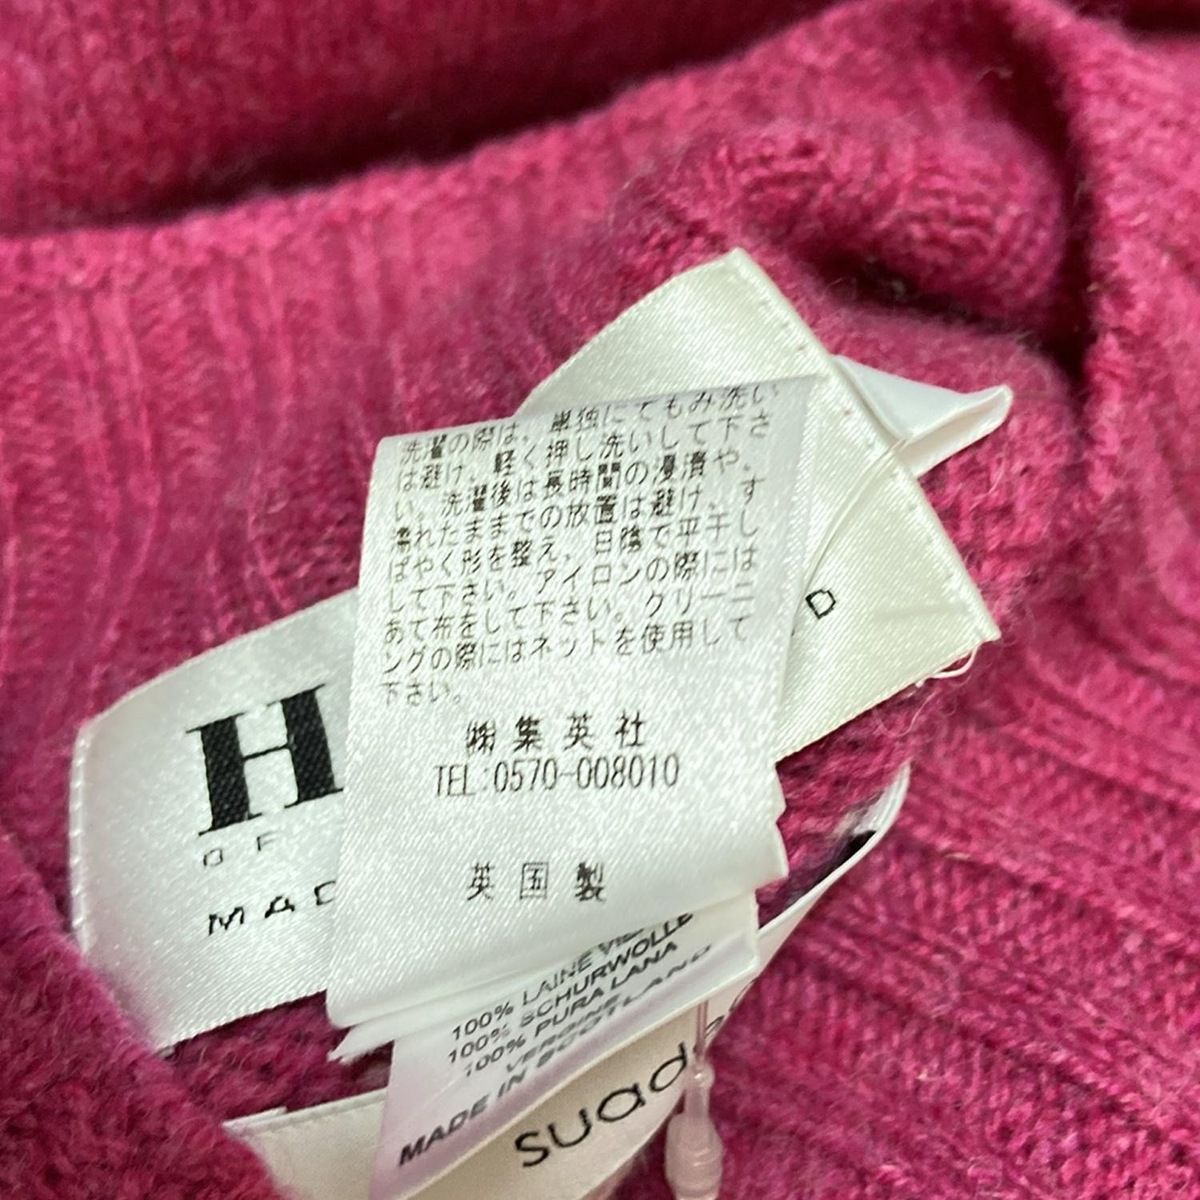 洗濯の際は、単独にてもみ洗い
は避け、軽く押し洗いして下さ
い。洗濯後は長時間の浸漬や、
濡れたままでの放置は避け、す
ばやく形を整え、日陰で平干し
して下さい。アイロンの際には
あて布をして下さい。クリーニ
ングの際にはネットを使用して
下さい。
㈱集英社
TEL:0570-008010
英国製
H
OF
MAD
D
100% LAINE
100% SCHURWOLLE
100% PURA LANA
VERGINE
MADE IN SCOTLAND
suad